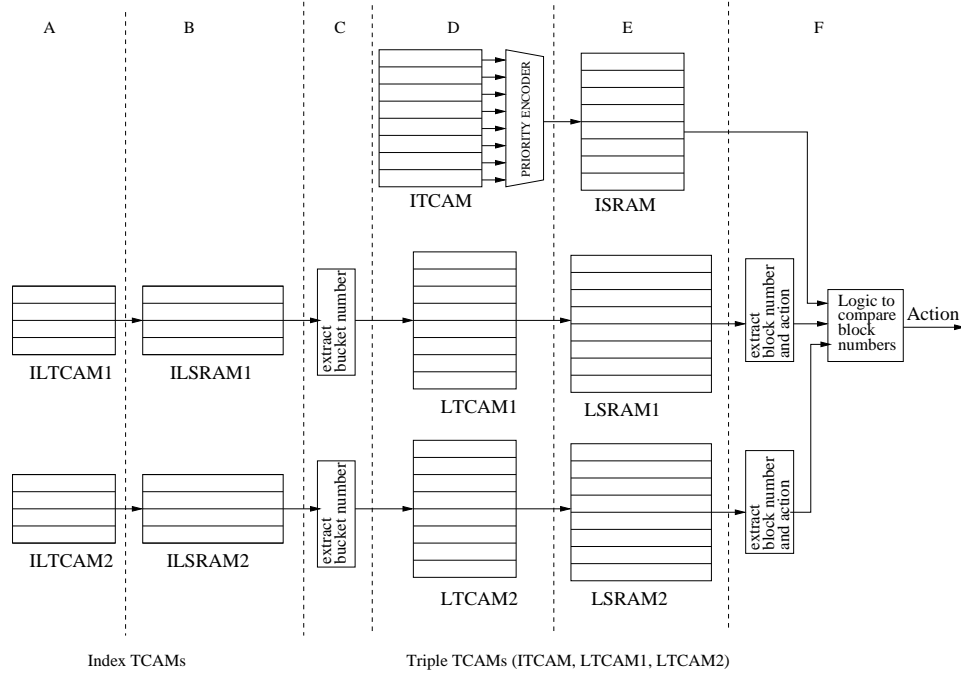 A
B
C
D
E
F
PRIORITY ENCODER
ITCAM
ISRAM
extract
bucket number
extract
block number
and action
Logic to
compare
block
numbers
Action
ILTCAM1
ILSRAM1
LTCAM1
LSRAM1
extract
bucket number
extract
block number
and action
ILTCAM2
ILSRAM2
LTCAM2
LSRAM2
Index TCAMs
Triple TCAMs (ITCAM, LTCAM1, LTCAM2)